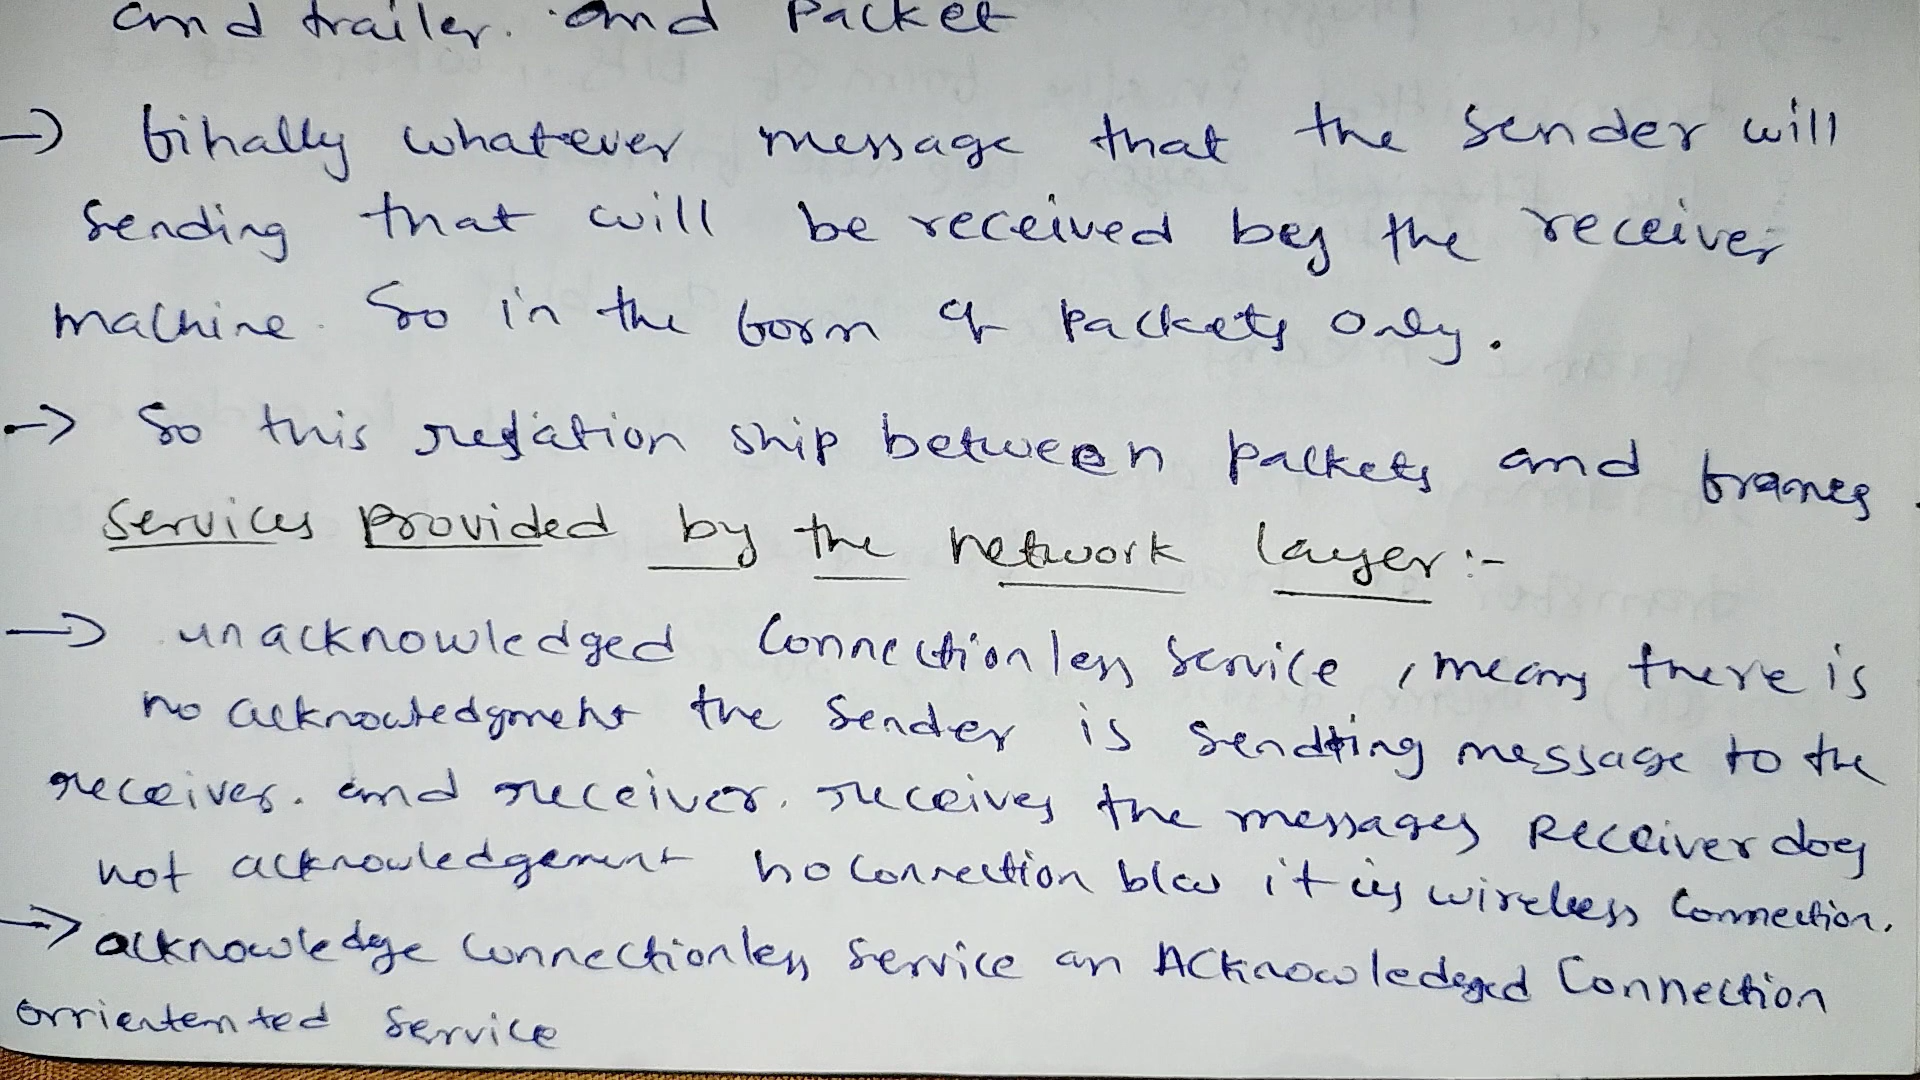 and trailer. and Packet
→ finally whatever message that the sender will
sending that will be received by the receiver
machine. So in the form of Packets only.
→ So this relation ship between Packets and frames.
Services Provided by the network layer :-
→ unacknowledged Connectionless service, means there is
no acknowledgment the sender is sending message to the
receiver. and receiver. receives the messages Receiver does
not acknowledgement no Connection b/w it is wireless Connection.
→ acknowledge Connectionless service an Acknowledged Connection
orrientented service